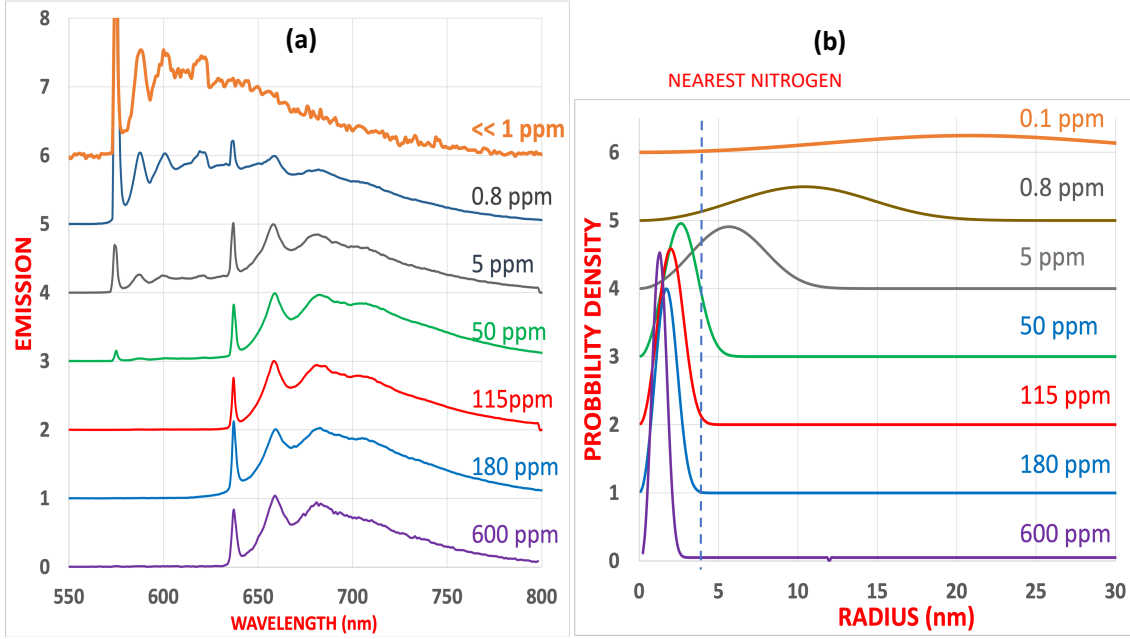 (a)
8
7
6
5
4
3
2
1
0
EMISSION
<< 1 ppm
0.8 ppm
5 ppm
50 ppm
115ppm
180 ppm
600 ppm
550 600 650 700 750 800
WAVELENGTH (nm)
(b)
NEAREST NITROGEN
6
5
4
3
2
1
0
PROBBILITY DENSITY
0.1 ppm
0.8 ppm
5 ppm
50 ppm
115 ppm
180 ppm
600 ppm
0 5 10 15 20 25 30
RADIUS (nm)